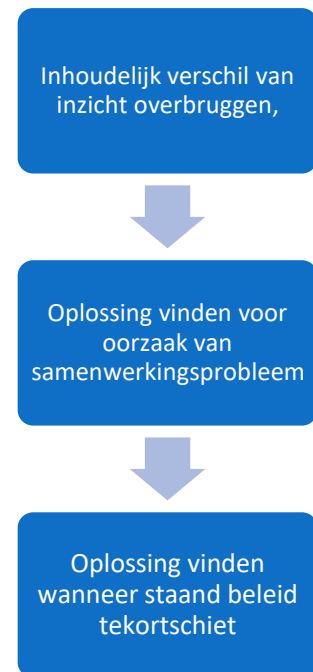 Inhoudelijk verschil van
inzicht overbruggen,
Oplossing vinden voor
oorzaak van
samenwerkingsprobleem
Oplossing vinden
wanneer staand beleid
tekortschiet